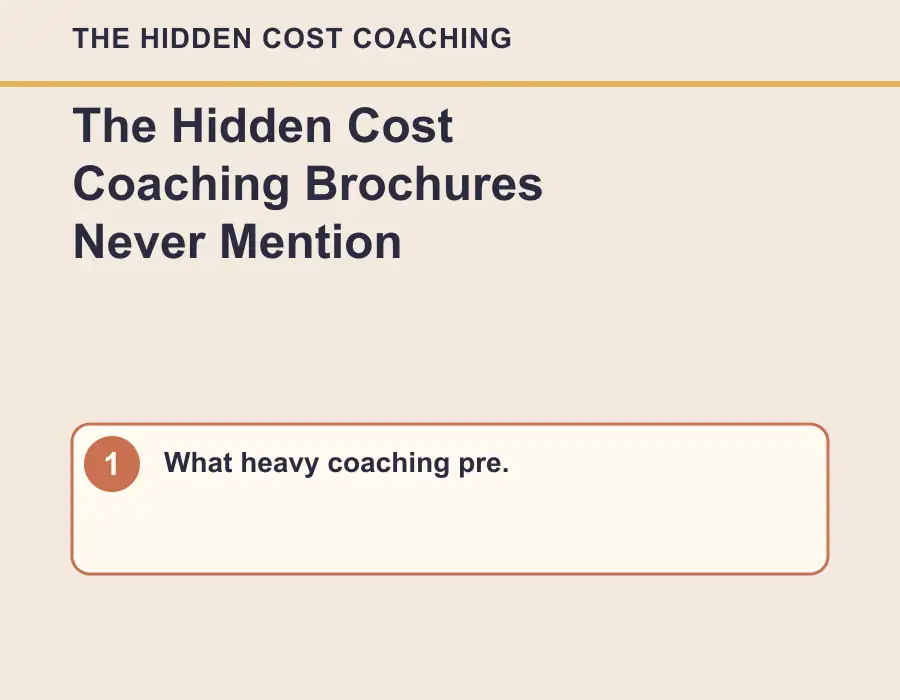 THE HIDDEN COST COACHING
The Hidden Cost
Coaching Brochures
Never Mention
1
What heavy coaching pre.